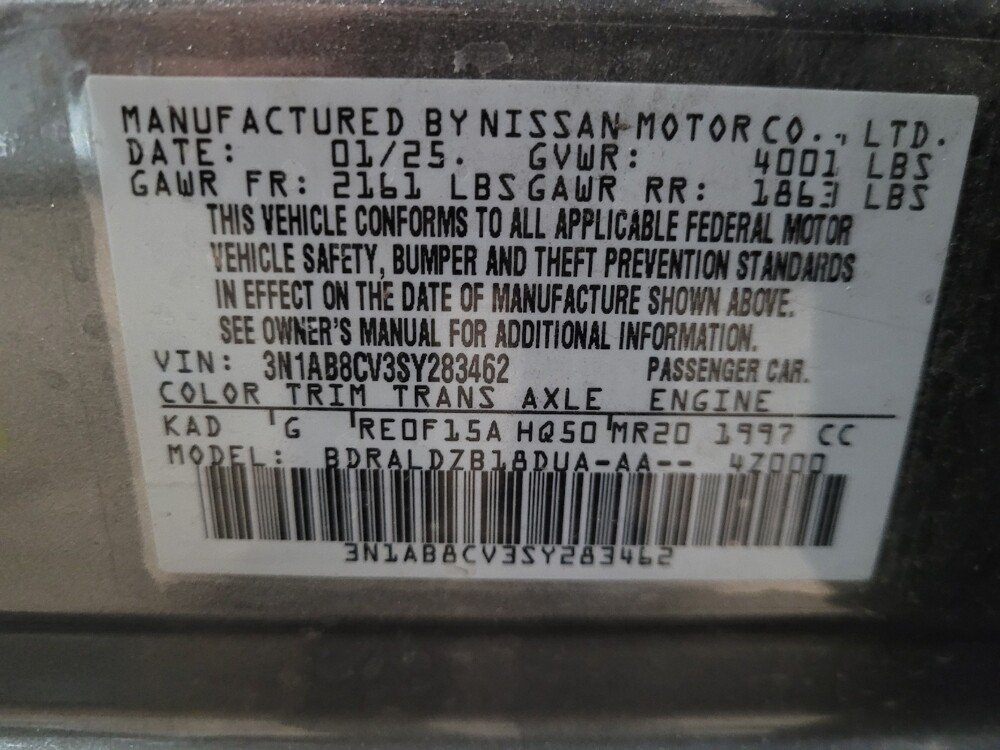 MANUFACTURED BY NISSAN MOTOR CO., LTD.
DATE: 01/25. GVWR: 4001 LBS
GAWR FR: 2161 LBS GAWR RR: 1863 LBS
THIS VEHICLE CONFORMS TO ALL APPLICABLE FEDERAL MOTOR
VEHICLE SAFETY, BUMPER AND THEFT PREVENTION STANDARDS
IN EFFECT ON THE DATE OF MANUFACTURE SHOWN ABOVE.
SEE OWNER'S MANUAL FOR ADDITIONAL INFORMATION.
VIN: 3N1AB8CV3SY283462 PASSENGER CAR.
COLOR TRIM TRANS AXLE ENGINE
KAD G RE0F15A HQ50 MR20 1997 CC
MODEL: BDRALDZB18DUA-AA-- 4Z000
3N1AB8CV3SY283462